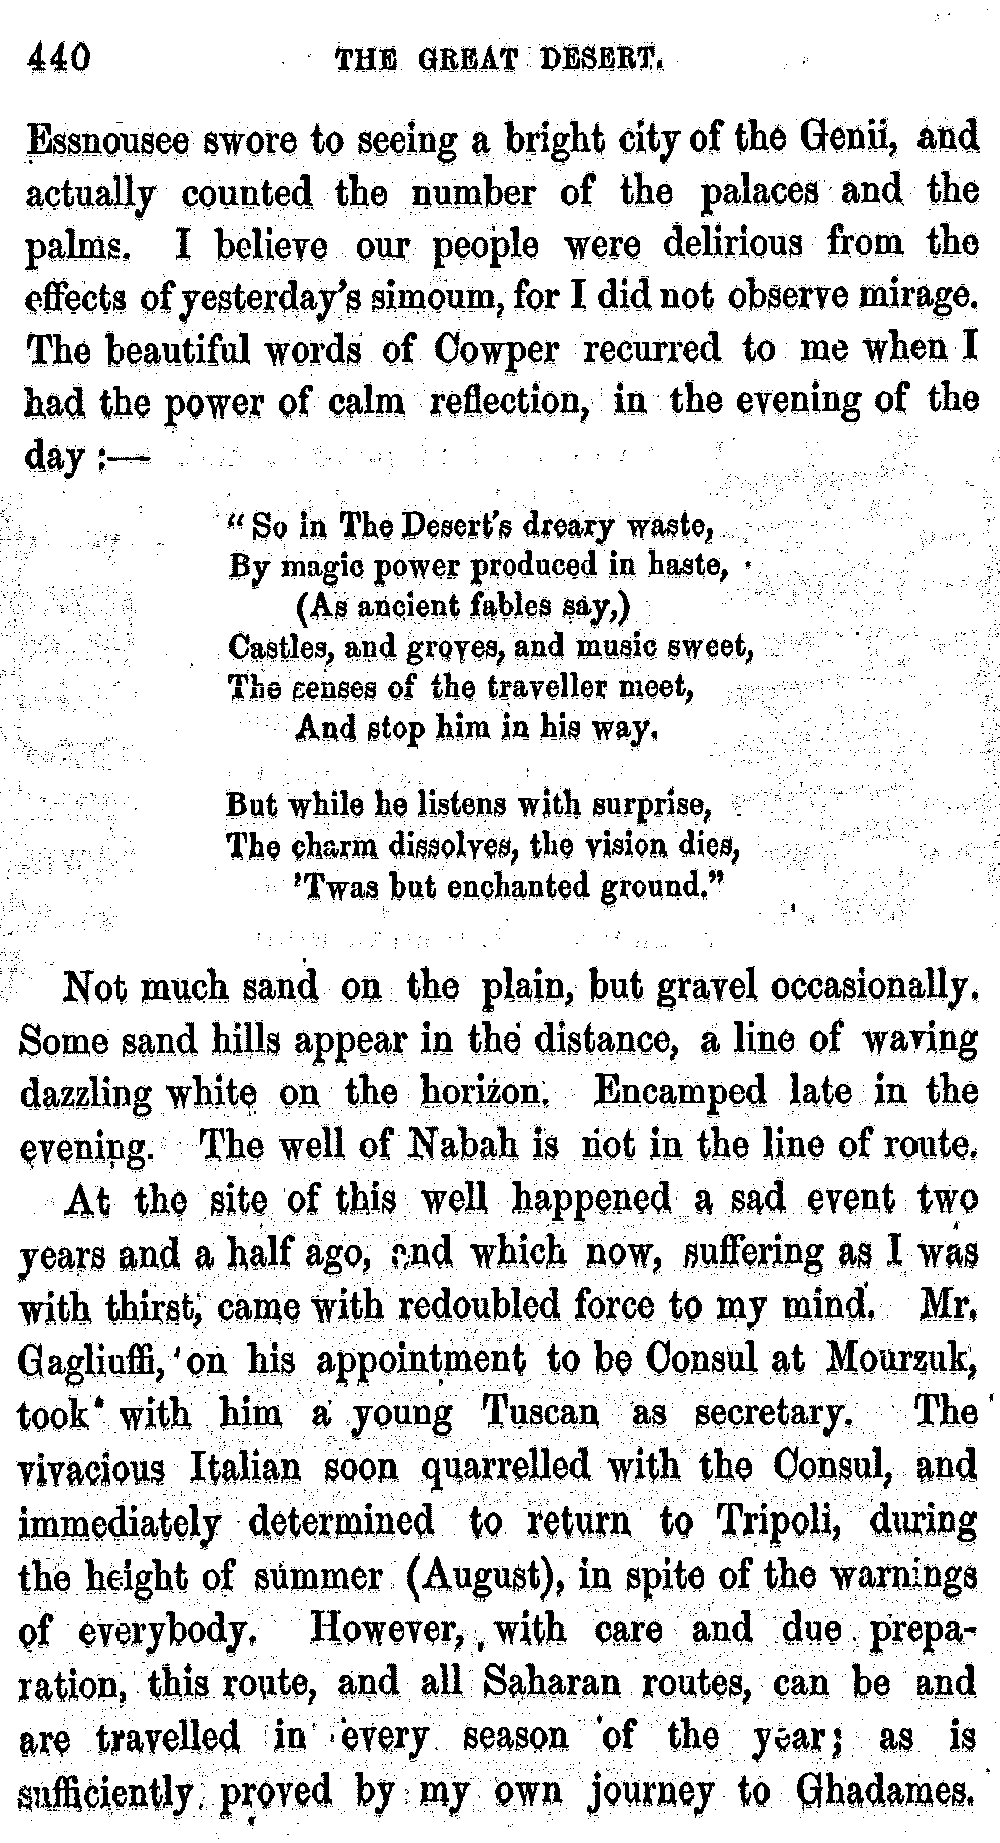 440 THE GREAT DESERT.
Essnousee swore to seeing a bright city of the Genii, and
actually counted the number of the palaces and the
palms. I believe our people were delirious from the
effects of yesterday's simoum, for I did not observe mirage.
The beautiful words of Cowper recurred to me when I
had the power of calm reflection, in the evening of the
day :—
“ So in The Desert's dreary waste,
By magic power produced in haste,
(As ancient fables say,)
Castles, and groves, and music sweet,
The senses of the traveller meet,
And stop him in his way.
But while he listens with surprise,
The charm dissolves, the vision dies,
'Twas but enchanted ground.”
Not much sand on the plain, but gravel occasionally.
Some sand hills appear in the distance, a line of waving
dazzling white on the horizon. Encamped late in the
evening. The well of Nabah is not in the line of route.
At the site of this well happened a sad event two
years and a half ago, and which now, suffering as I was
with thirst, came with redoubled force to my mind. Mr.
Gagliuffi, on his appointment to be Consul at Mourzuk,
took with him a young Tuscan as secretary. The
vivacious Italian soon quarrelled with the Consul, and
immediately determined to return to Tripoli, during
the height of summer (August), in spite of the warnings
of everybody. However, with care and due prepa-
ration, this route, and all Saharan routes, can be and
are travelled in every season of the year; as is
sufficiently proved by my own journey to Ghadames.